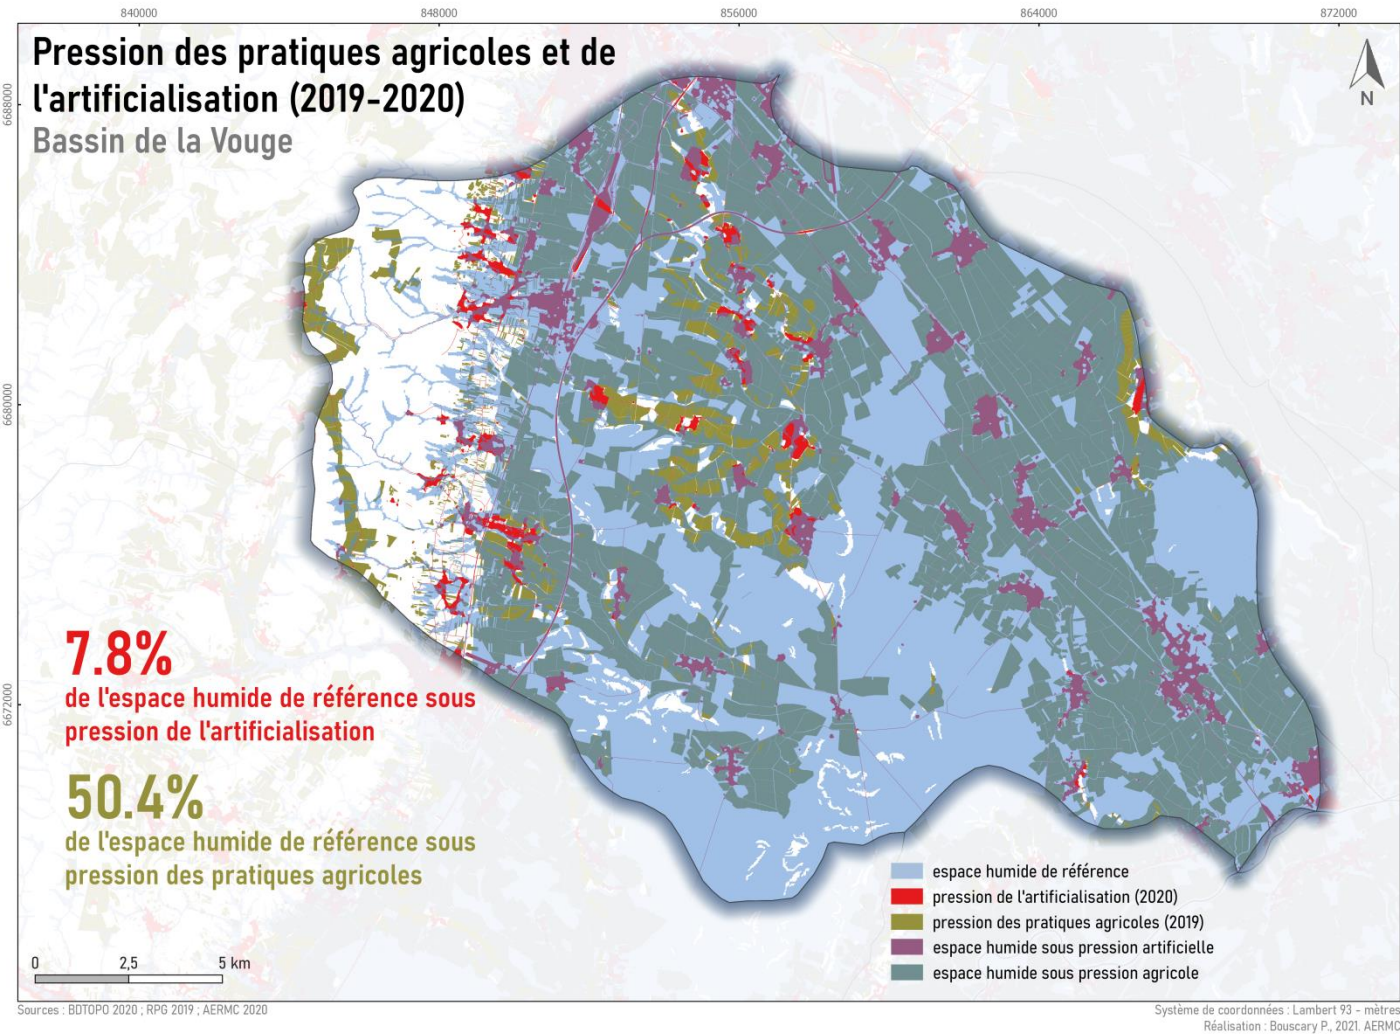 840000
848000
856000
864000
872000
Pression des pratiques agricoles et de
l'artificialisation (2019-2020)
Bassin de la Vouge
N
6688000
6680000
6672000
7.8%
de l'espace humide de référence sous
pression de l'artificialisation
50.4%
de l'espace humide de référence sous
pression des pratiques agricoles
espace humide de référence
pression de l'artificialisation (2020)
pression des pratiques agricoles (2019)
espace humide sous pression artificielle
espace humide sous pression agricole
0
2,5
5 km
Sources : BDTOPO 2020 ; RPG 2019 ; AERMC 2020
Système de coordonnées : Lambert 93 - mètres
Réalisation : Bouscary P., 2021. AERMC